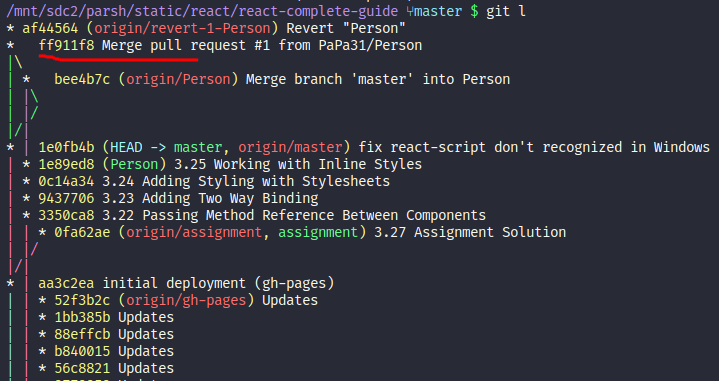 /mnt/sdc2/parsh/static/react/react-complete-guide master $ git l
* af44564 (origin/revert-1-Person) Revert "Person"
* ff911f8 Merge pull request #1 from PaPa31/Person
|\
| * bee4b7c (origin/Person) Merge branch 'master' into Person
| |\
| |/
|/|
* | 1e0fb4b (HEAD -> master, origin/master) fix react-script don't recognized in Windows
| * 1e89ed8 (Person) 3.25 Working with Inline Styles
| * 0c14a34 3.24 Adding Styling with Stylesheets
| * 9437706 3.23 Adding Two Way Binding
| * 3350ca8 3.22 Passing Method Reference Between Components
| | * 0fa62ae (origin/assignment, assignment) 3.27 Assignment Solution
| |/
|/|
* | aa3c2ea initial deployment (gh-pages)
| | * 52f3b2c (origin/gh-pages) Updates
| | * 1bb385b Updates
| | * 88effcb Updates
| | * b840015 Updates
| | * 56c8821 Updates